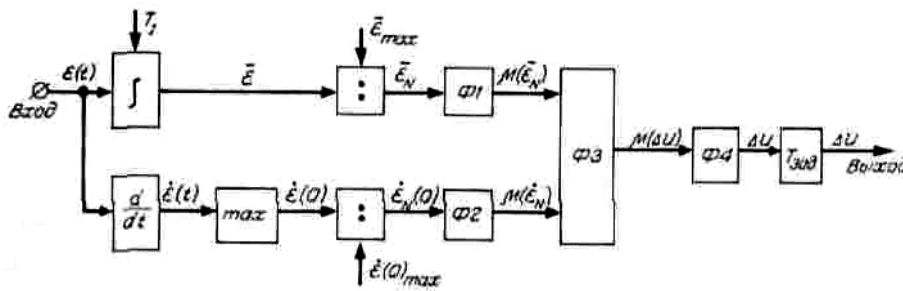 T₁
ε̄max
ε(t)
Вход
∫
ε̄
:
ε̄N
Ф1
M(ε̄N)
Ф3
M(ΔU)
Ф4
ΔU
Tзад
ΔU
Выход
d/dt
ε̇(t)
max
ε̇(0)
:
ε̇N(0)
Ф2
M(ε̇N)
ε̇(0)max